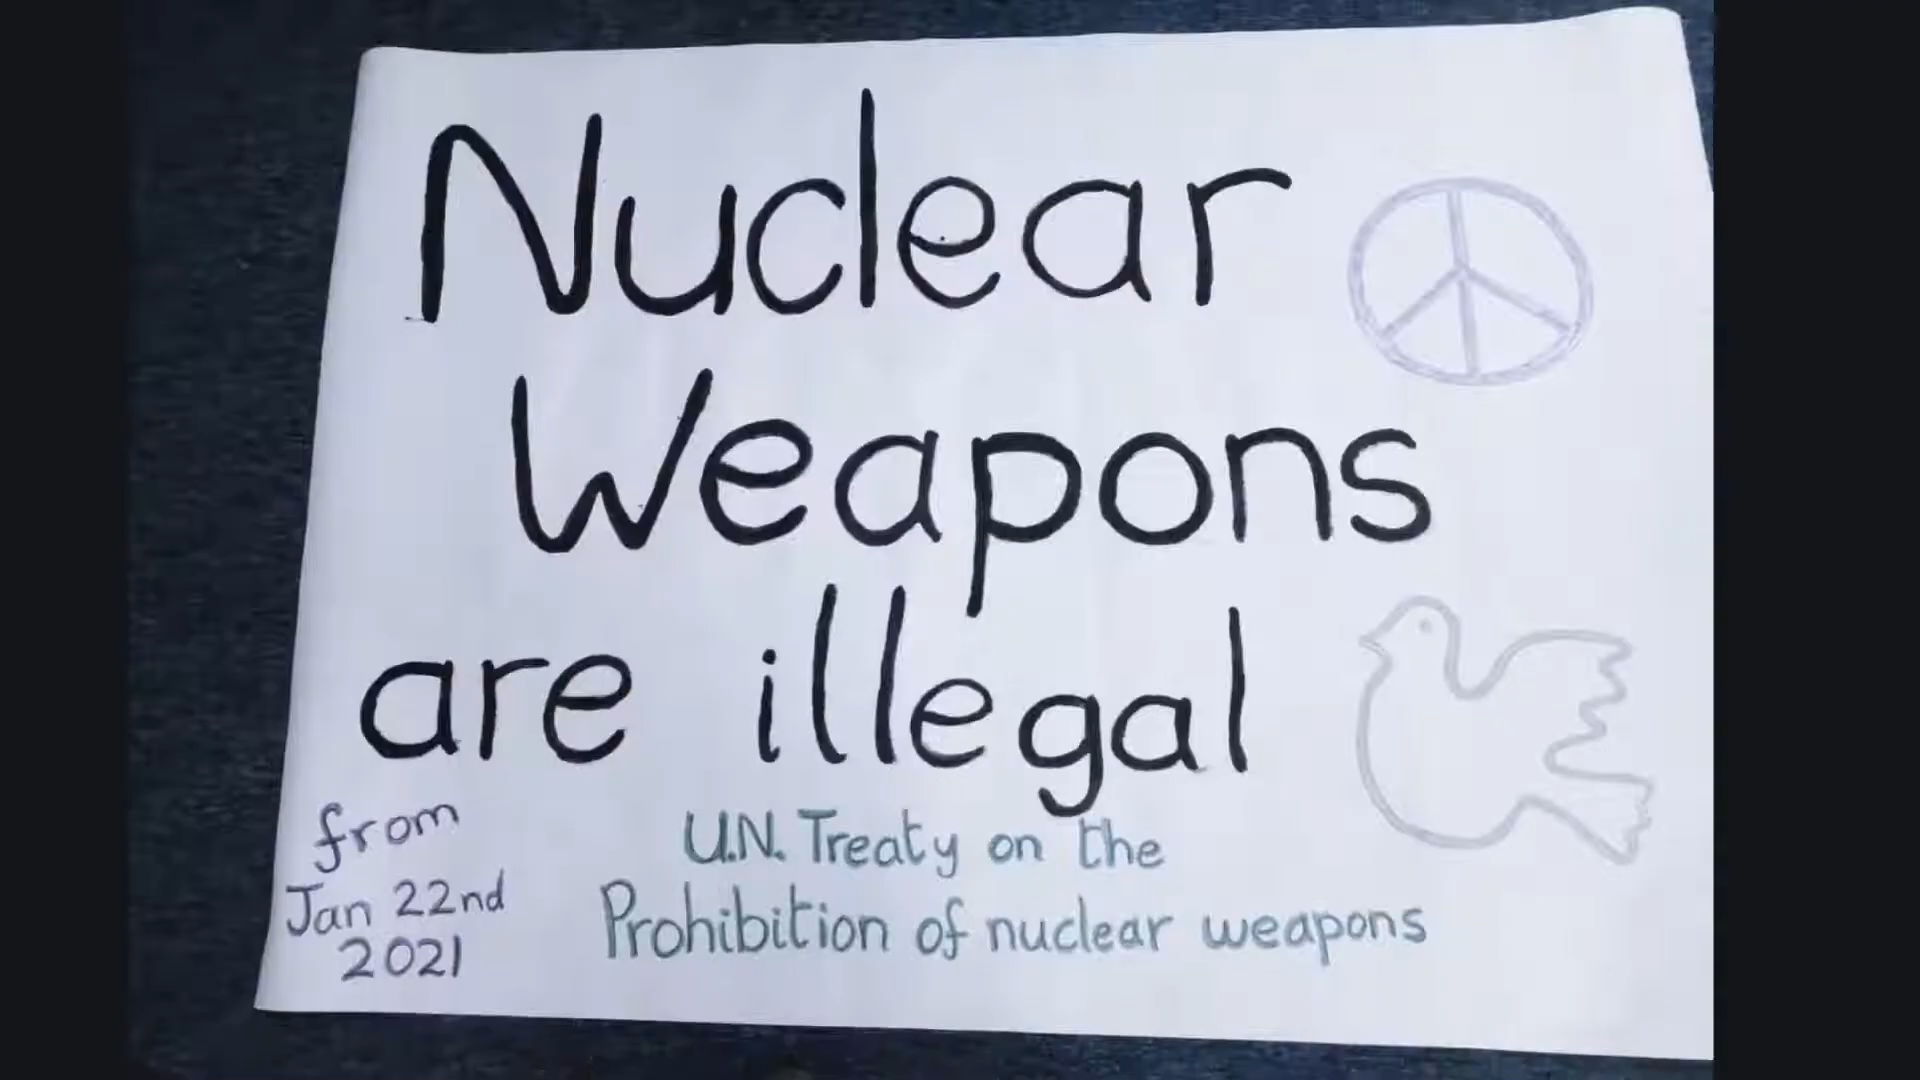 Nuclear
Weapons
are illegal
from
Jan 22nd
2021
U.N. Treaty on the
Prohibition of nuclear weapons